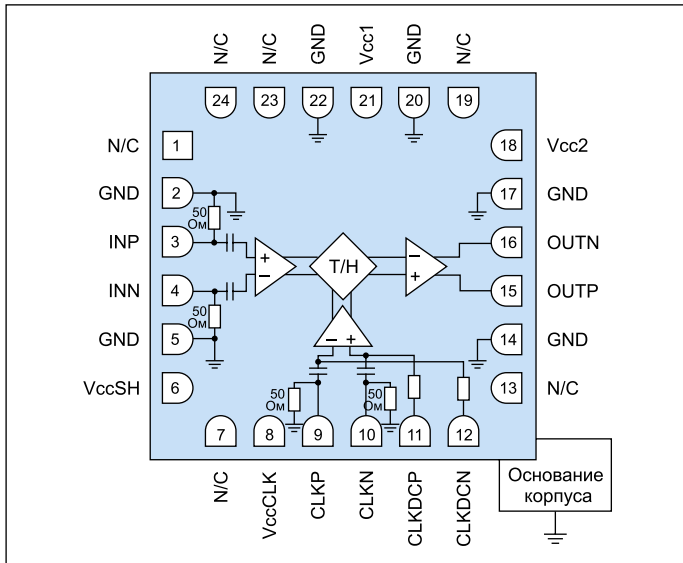 N/C
N/C
GND
Vcc1
GND
N/C
24
23
22
21
20
19
N/C
1
18
Vcc2
GND
2
17
GND
50
Ом
INP
3
+
−
T/H
−
+
16
OUTN
INN
4
15
OUTP
50
Ом
− +
GND
5
14
GND
VccSH
6
13
N/C
50
Ом
50
Ом
7
8
9
10
11
12
N/C
VccCLK
CLKP
CLKN
CLKDCP
CLKDCN
Основание
корпуса